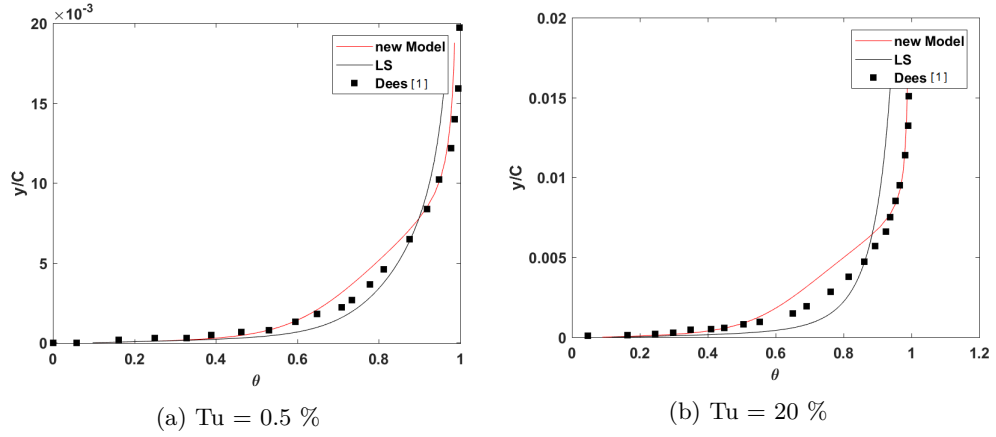 ×10⁻³
20
15
10
5
0
y/C
0 0.2 0.4 0.6 0.8 1
θ
new Model
LS
Dees [1]
(a) Tu = 0.5 %
0.02
0.015
0.01
0.005
0
y/C
0 0.2 0.4 0.6 0.8 1 1.2
θ
new Model
LS
Dees [1]
(b) Tu = 20 %